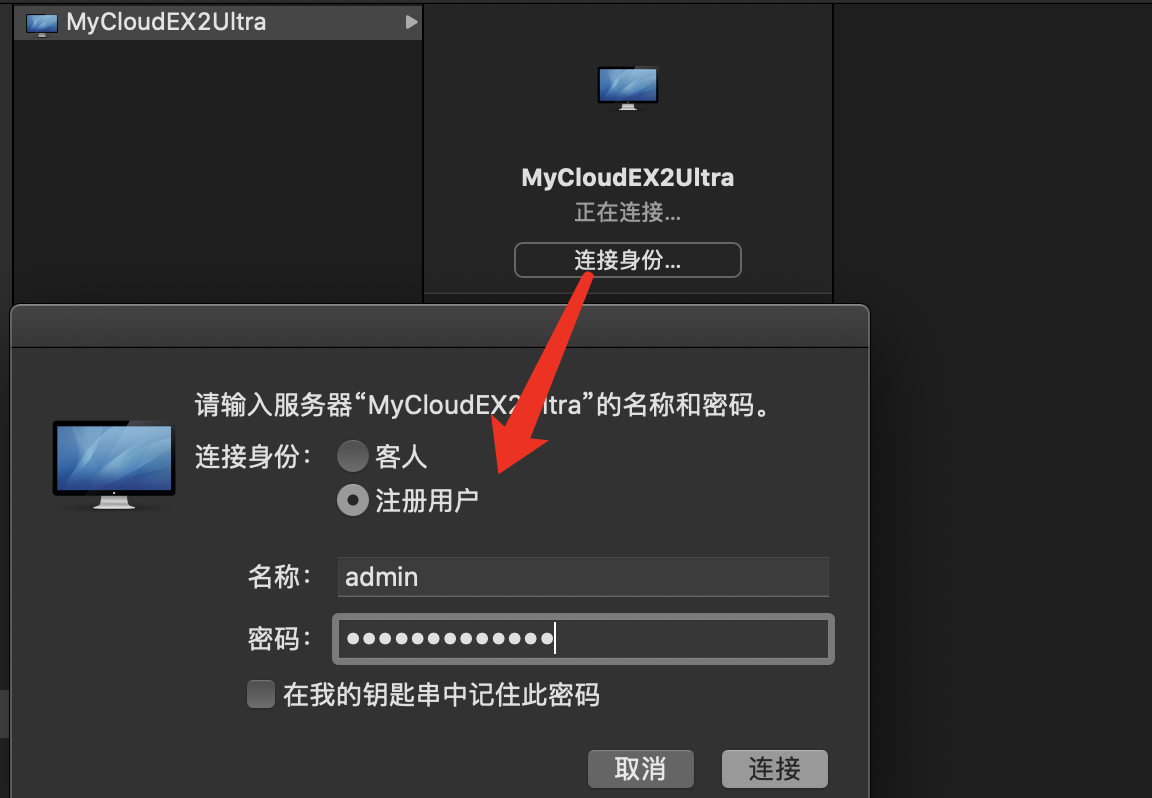 MyCloudEX2Ultra
MyCloudEX2Ultra
正在连接...
连接身份...
请输入服务器“MyCloudEX2Ultra”的名称和密码。
连接身份：
客人
注册用户
名称：
admin
密码：
在我的钥匙串中记住此密码
取消
连接